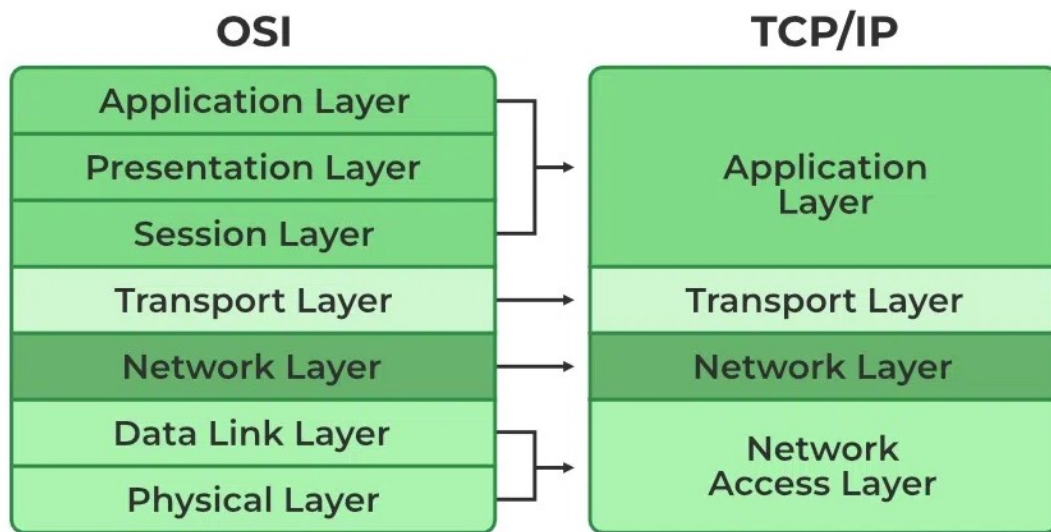 OSI
Application Layer
Presentation Layer
Session Layer
Transport Layer
Network Layer
Data Link Layer
Physical Layer
TCP/IP
Application
Layer
Transport Layer
Network Layer
Network
Access Layer